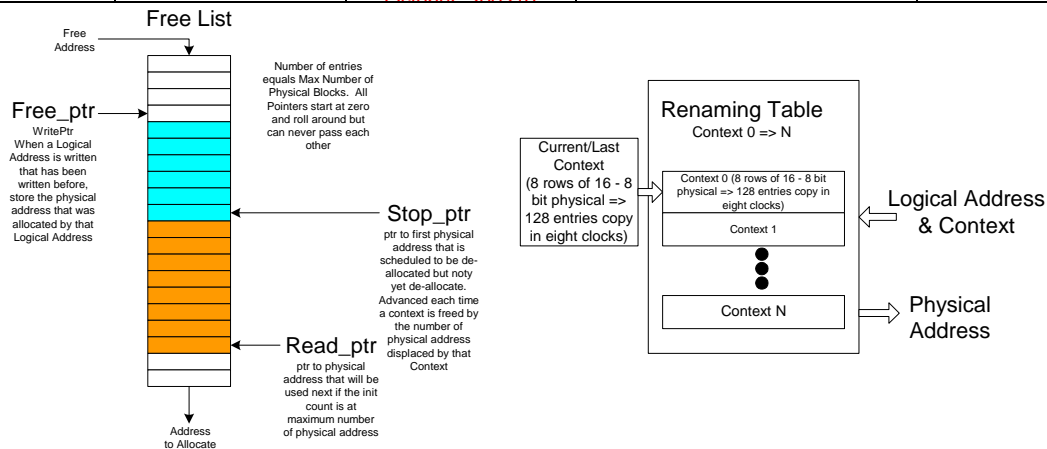 Free List
Free
Address
Number of entries
equals Max Number of
Physical Blocks.  All
Pointers start at zero
and roll around but
can never pass each
other
Free_ptr
WritePtr
When a Logical
Address is written
that has been
written before,
store the physical
address that was
allocated by that
Logical Address
Stop_ptr
ptr to first physical
address that is
scheduled to be de-
allocated but noty
yet de-allocate.
Advanced each time
a context is freed by
the number of
physical address
displaced by that
Context
Read_ptr
ptr to physical
address that will be
used next if the init
count is at
maximum number
of physical address
Address
to Allocate
Renaming Table
Context 0 => N
Current/Last
Context
(8 rows of 16 - 8
bit physical =>
128 entries copy
in eight clocks)
Context 0 (8 rows of 16 - 8 bit
physical => 128 entries copy in
eight clocks)
Context 1
Context N
Logical Address
& Context
Physical
Address